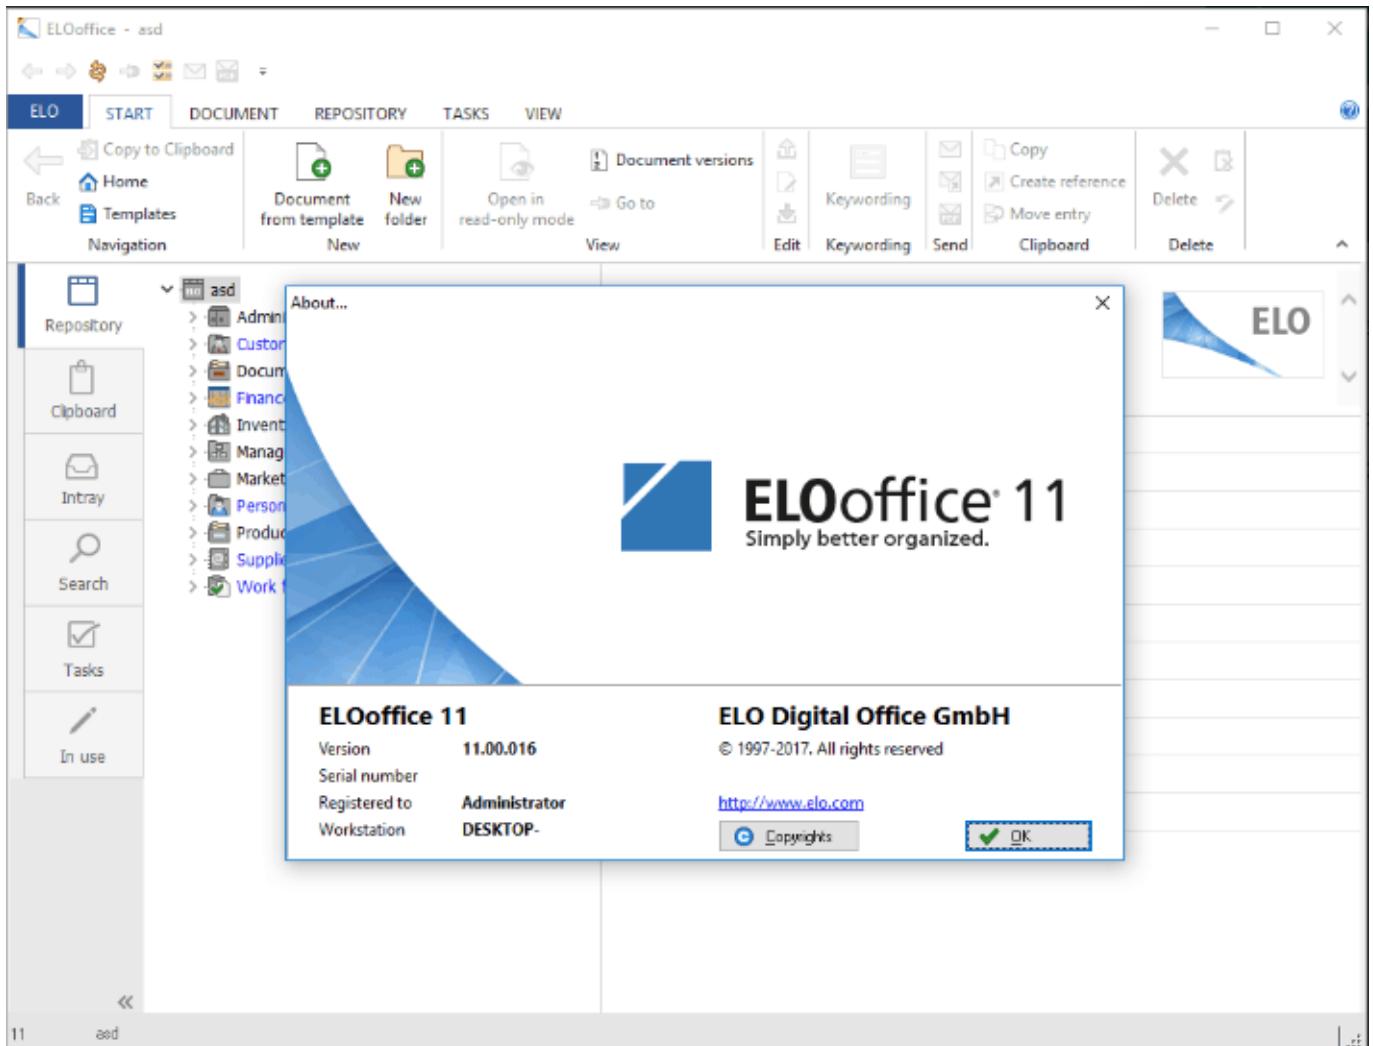 ELOoffice - asd
ELO START DOCUMENT REPOSITORY TASKS VIEW
Back
Copy to Clipboard
Home
Templates
Navigation
Document from template
New folder
New
Open in read-only mode
Document versions
Go to
View
Edit
Keywording
Keywording
Send
Copy
Create reference
Move entry
Clipboard
Delete
Delete
Repository
Clipboard
Intray
Search
Tasks
In use
asd
Admini
Custor
Docum
Financ
Invent
Manag
Market
Person
Produc
Supplie
Work f
ELO
About...
ELOoffice 11
Simply better organized.
ELOoffice 11
Version 11.00.016
Serial number
Registered to Administrator
Workstation DESKTOP-
ELO Digital Office GmbH
© 1997-2017. All rights reserved
http://www.elo.com
Copyrights
OK
11 asd